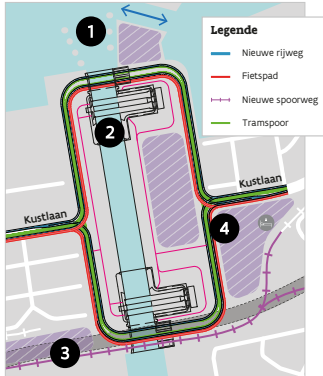 1
Legende
Nieuwe rijweg
Fietspad
Nieuwe spoorweg
Tramspoor
2
Kustlaan
4
Kustlaan
3